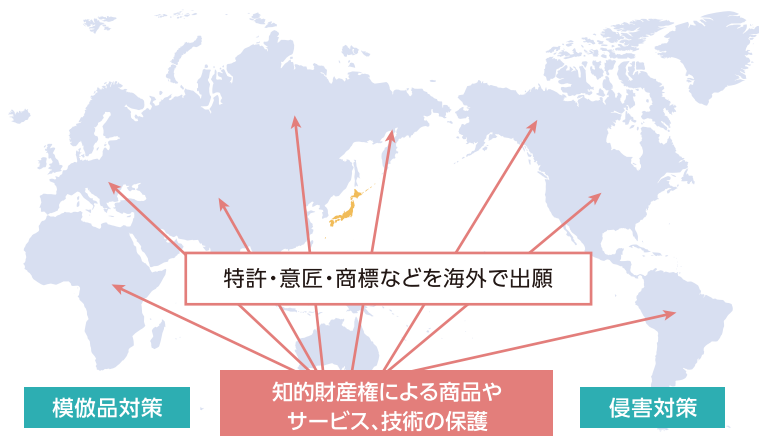 特許・意匠・商標などを海外で出願
模倣品対策
知的財産権による商品や
サービス、技術の保護
侵害対策